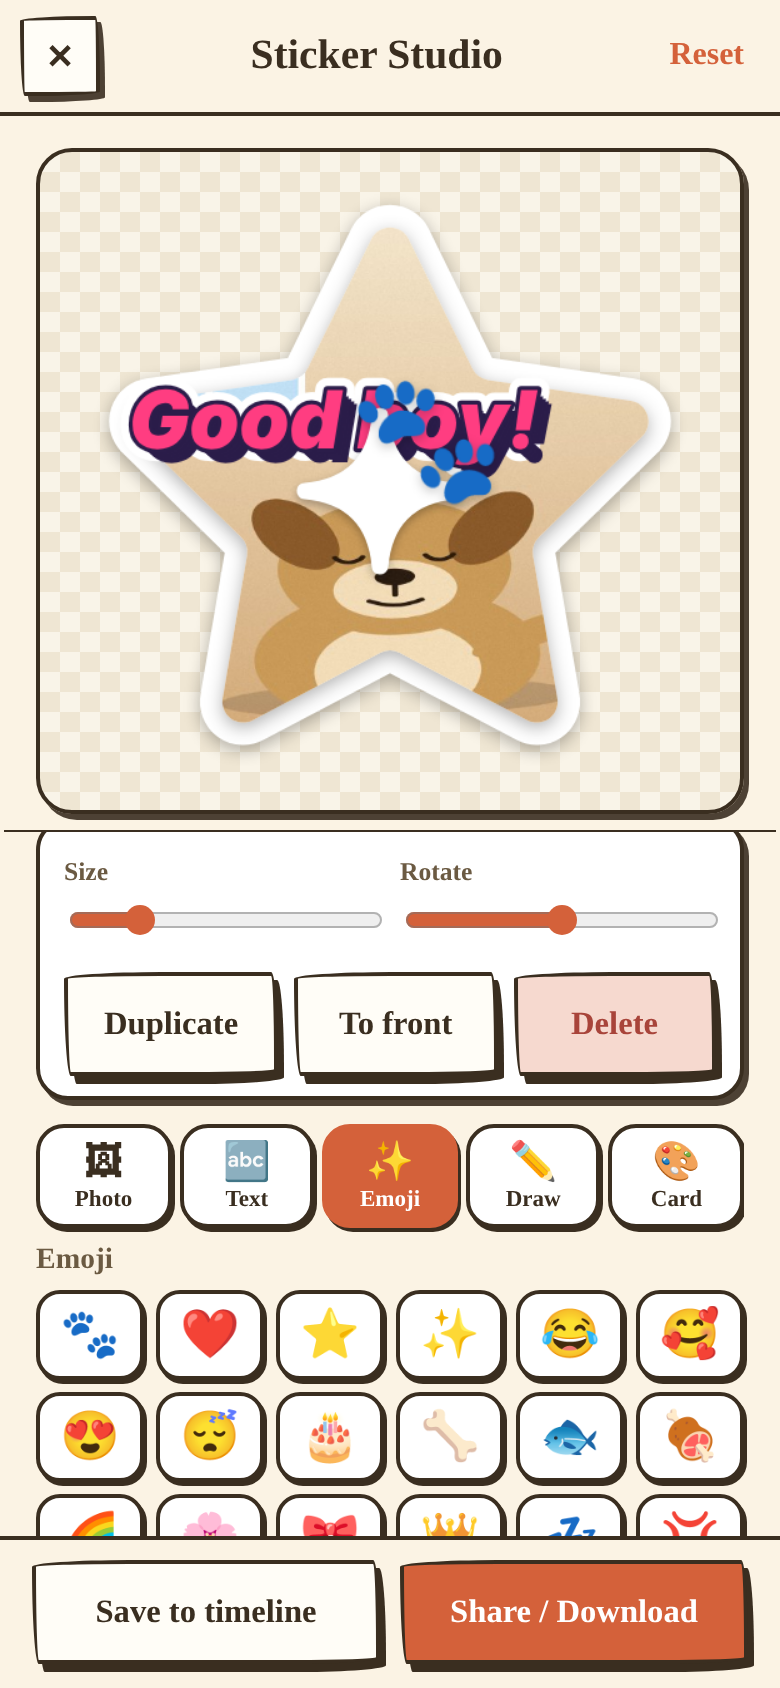 Sticker Studio
Reset
Good boy!
Size
Rotate
Duplicate
To front
Delete
Photo
Text
Emoji
Draw
Card
Emoji
Save to timeline
Share / Download